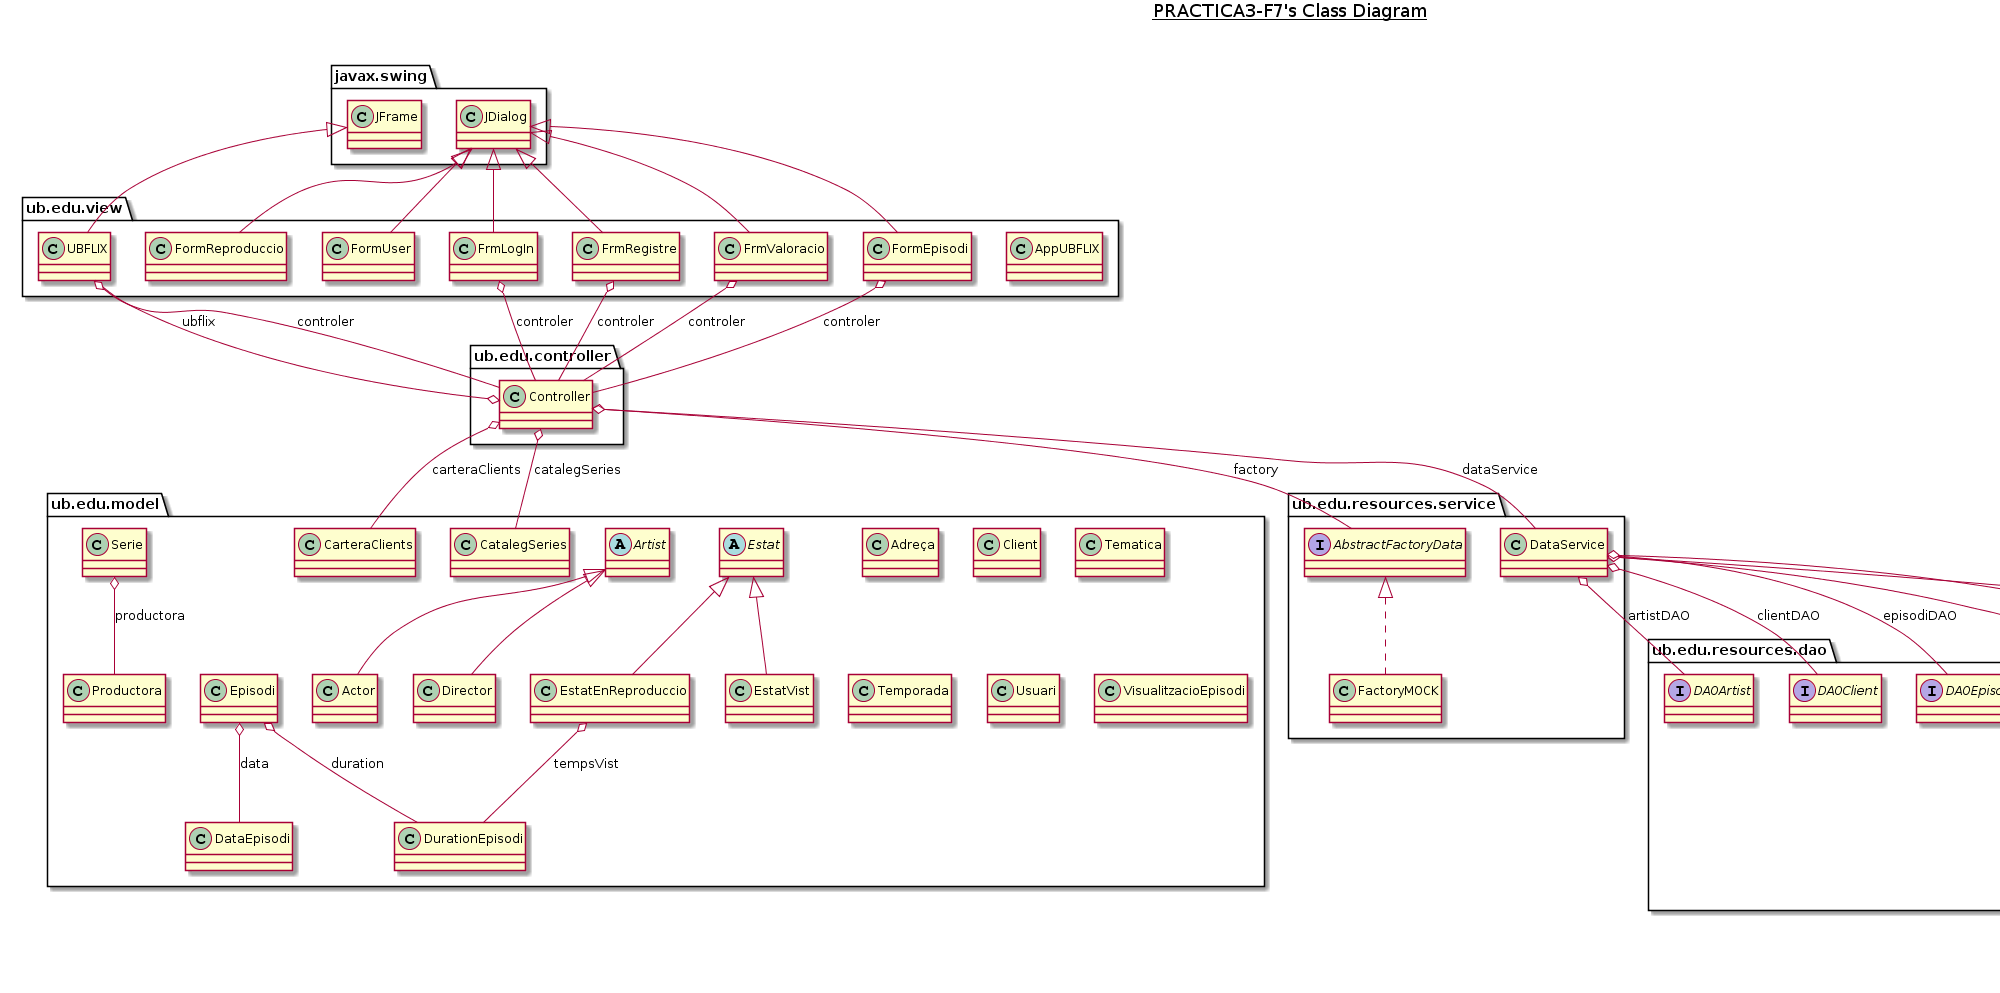 PRACTICA3-F7's Class Diagram
javax.swing
C JFrame
C JDialog
ub.edu.view
C UBFLIX
C FormReproduccio
C FormUser
C FrmLogIn
C FrmRegistre
C FrmValoracio
C FormEpisodi
C AppUBFLIX
ubflix
controler
controler
controler
controler
controler
ub.edu.controller
C Controller
carteraClients
catalegSeries
factory
dataService
ub.edu.model
C Serie
C CarteraClients
C CatalegSeries
A Artist
A Estat
C Adreça
C Client
C Tematica
productora
C Productora
C Episodi
C Actor
C Director
C EstatEnReproduccio
C EstatVist
C Temporada
C Usuari
C VisualitzacioEpisodi
data
duration
tempsVist
C DataEpisodi
C DurationEpisodi
ub.edu.resources.service
I AbstractFactoryData
C DataService
C FactoryMOCK
artistDAO
clientDAO
episodiDAO
ub.edu.resources.dao
I DAOArtist
I DAOClient
I